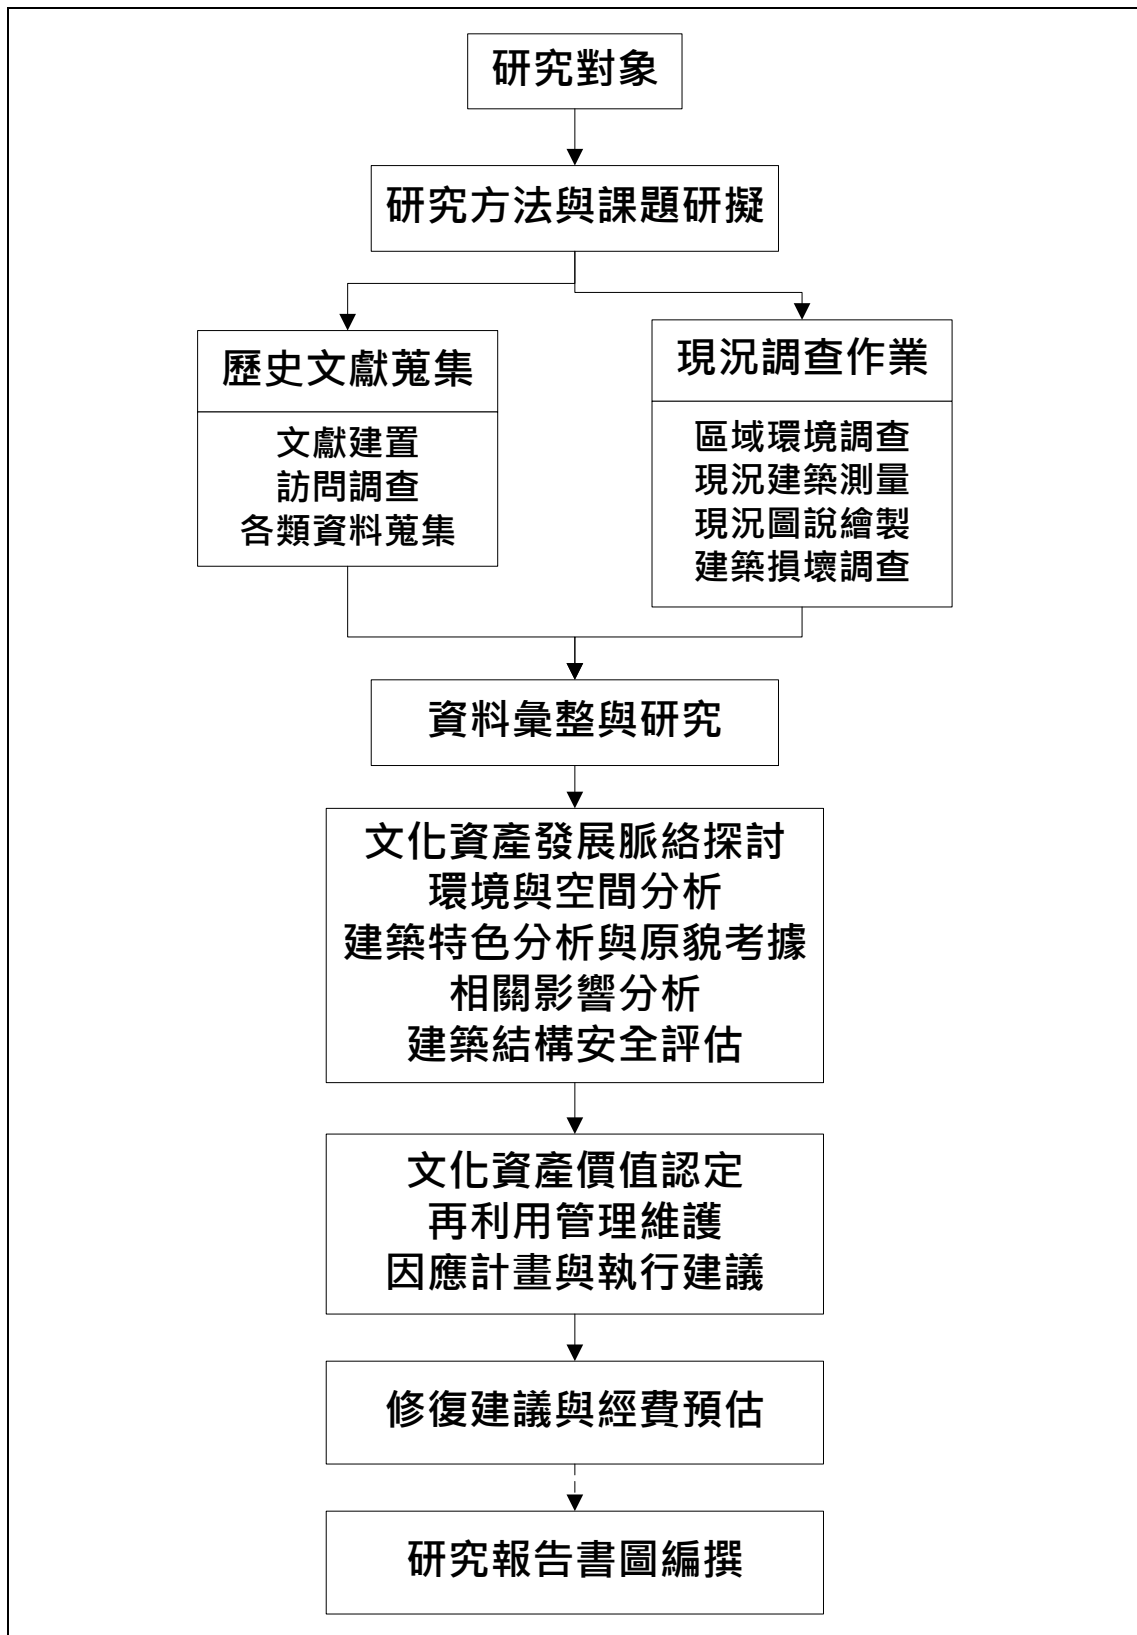 研究對象
研究方法與課題研擬
歷史文獻蒐集
文獻建置
訪問調查
各類資料蒐集
現況調查作業
區域環境調查
現況建築測量
現況圖說繪製
建築損壞調查
資料彙整與研究
文化資產發展脈絡探討
環境與空間分析
建築特色分析與原貌考據
相關影響分析
建築結構安全評估
文化資產價值認定
再利用管理維護
因應計畫與執行建議
修復建議與經費預估
研究報告書圖編撰